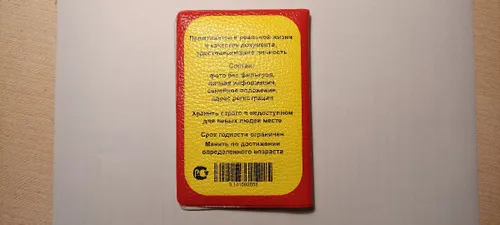 Применяется в реальной жизни
в качестве документа,
удостоверяющего личность
Состав:
фото без фильтров,
личная информация,
семейное положение,
адрес регистрации
Хранить строго в недоступном
для левых людей месте
Срок годности ограничен
Менять по достижении
определенного возраста